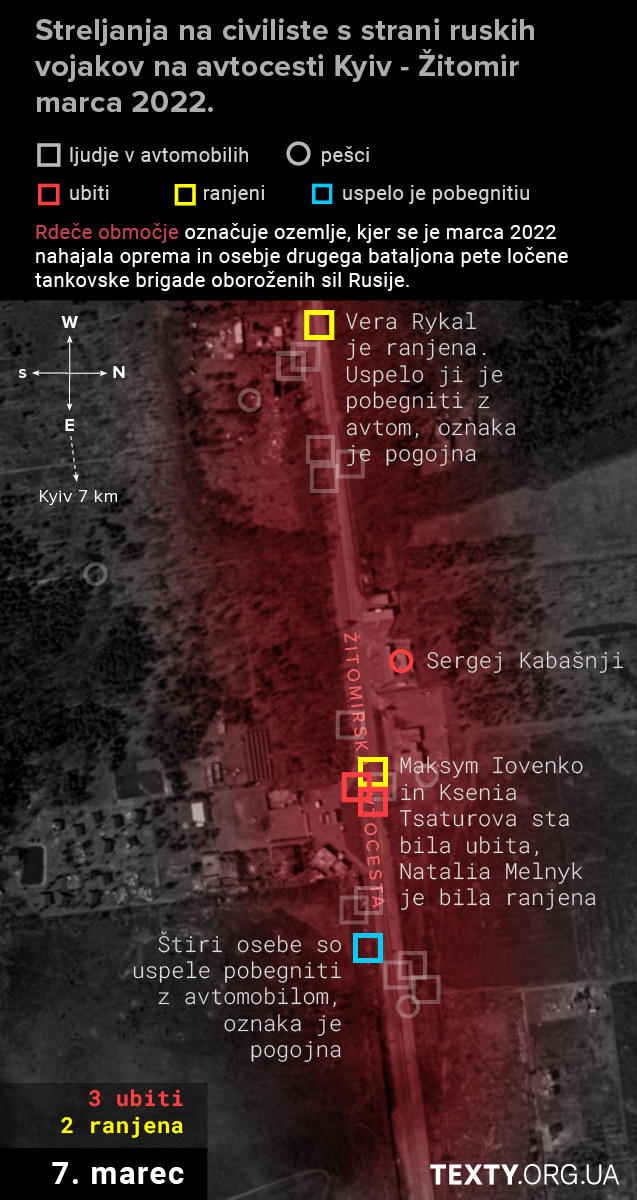 Streljanja na civiliste s strani ruskih
vojakov na avtocesti Kyiv - Žitomir
marca 2022.
ljudje v avtomobilih
pešci
ubiti
ranjeni
uspelo je pobegnitiu
Rdeče območje označuje ozemlje, kjer se je marca 2022
nahajala oprema in osebje drugega bataljona pete ločene
tankovske brigade oboroženih sil Rusije.
W
s
N
E
Kyiv 7 km
Vera Rykal
je ranjena.
Uspelo ji je
pobegniti z
avtom, oznaka
je pogojna
Sergej Kabašnji
Maksym Iovenko
in Ksenia
Tsaturova sta
bila ubita,
Natalia Melnyk
je bila ranjena
Štiri osebe so
uspele pobegniti
z avtomobilom,
oznaka je
pogojna
3 ubiti
2 ranjena
7. marec
TEXTY.ORG.UA